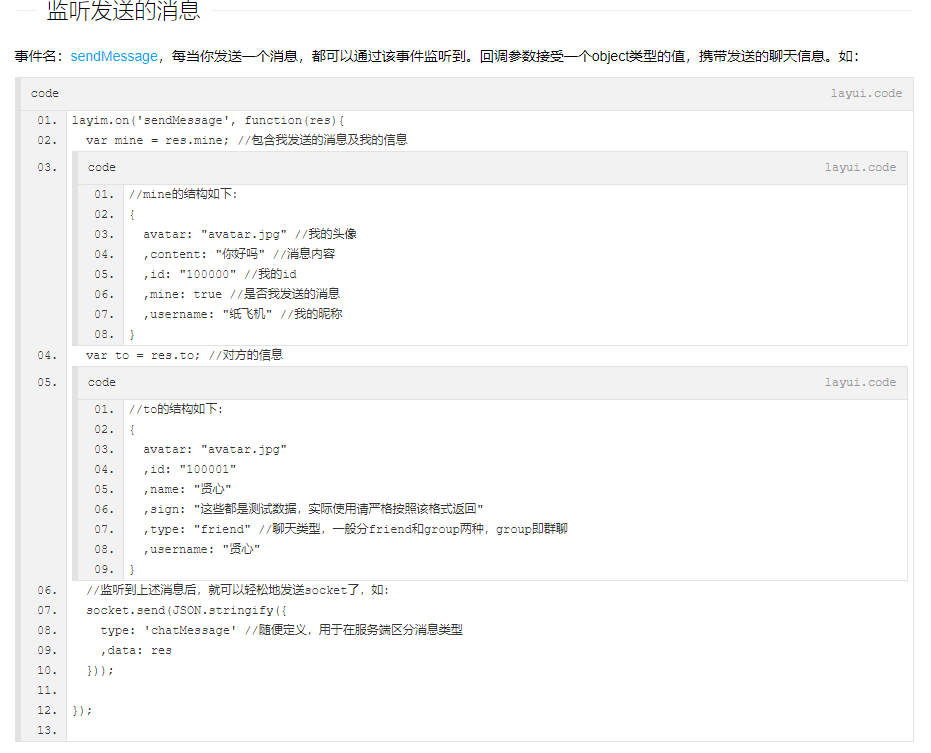 监听发送的消息
事件名：sendMessage，每当你发送一个消息，都可以通过该事件监听到。回调参数接受一个object类型的值，携带发送的聊天信息。如：
code layui.code
01. layim.on('sendMessage', function(res){
02. var mine = res.mine; //包含我发送的消息及我的信息
03. code layui.code
01. //mine的结构如下:
02. {
03. avatar: "avatar.jpg" //我的头像
04. ,content: "你好吗" //消息内容
05. ,id: "100000" //我的id
06. ,mine: true //是否我发送的消息
07. ,username: "纸飞机" //我的昵称
08. }
04. var to = res.to; //对方的信息
05. code layui.code
01. //to的结构如下:
02. {
03. avatar: "avatar.jpg"
04. ,id: "100001"
05. ,name: "贤心"
06. ,sign: "这些都是测试数据，实际使用请严格按照该格式返回"
07. ,type: "friend" //聊天类型，一般分friend和group两种，group即群聊
08. ,username: "贤心"
09. }
06. //监听到上述消息后，就可以轻松地发送socket了，如:
07. socket.send(JSON.stringify({
08. type: 'chatMessage' //随便定义，用于在服务端区分消息类型
09. ,data: res
10. }));
11.
12. });
13.